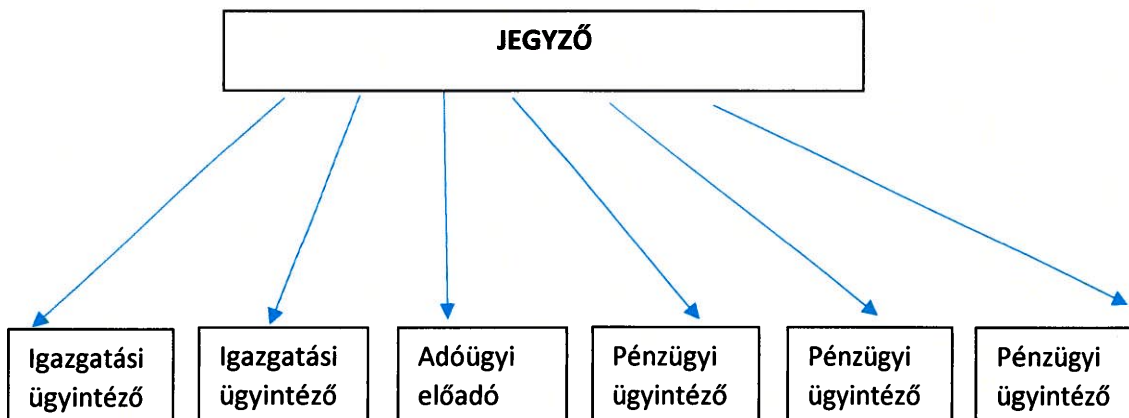 JEGYZŐ
Igazgatási
ügyintéző
Igazgatási
ügyintéző
Adóügyi
előadó
Pénzügyi
ügyintéző
Pénzügyi
ügyintéző
Pénzügyi
ügyintéző